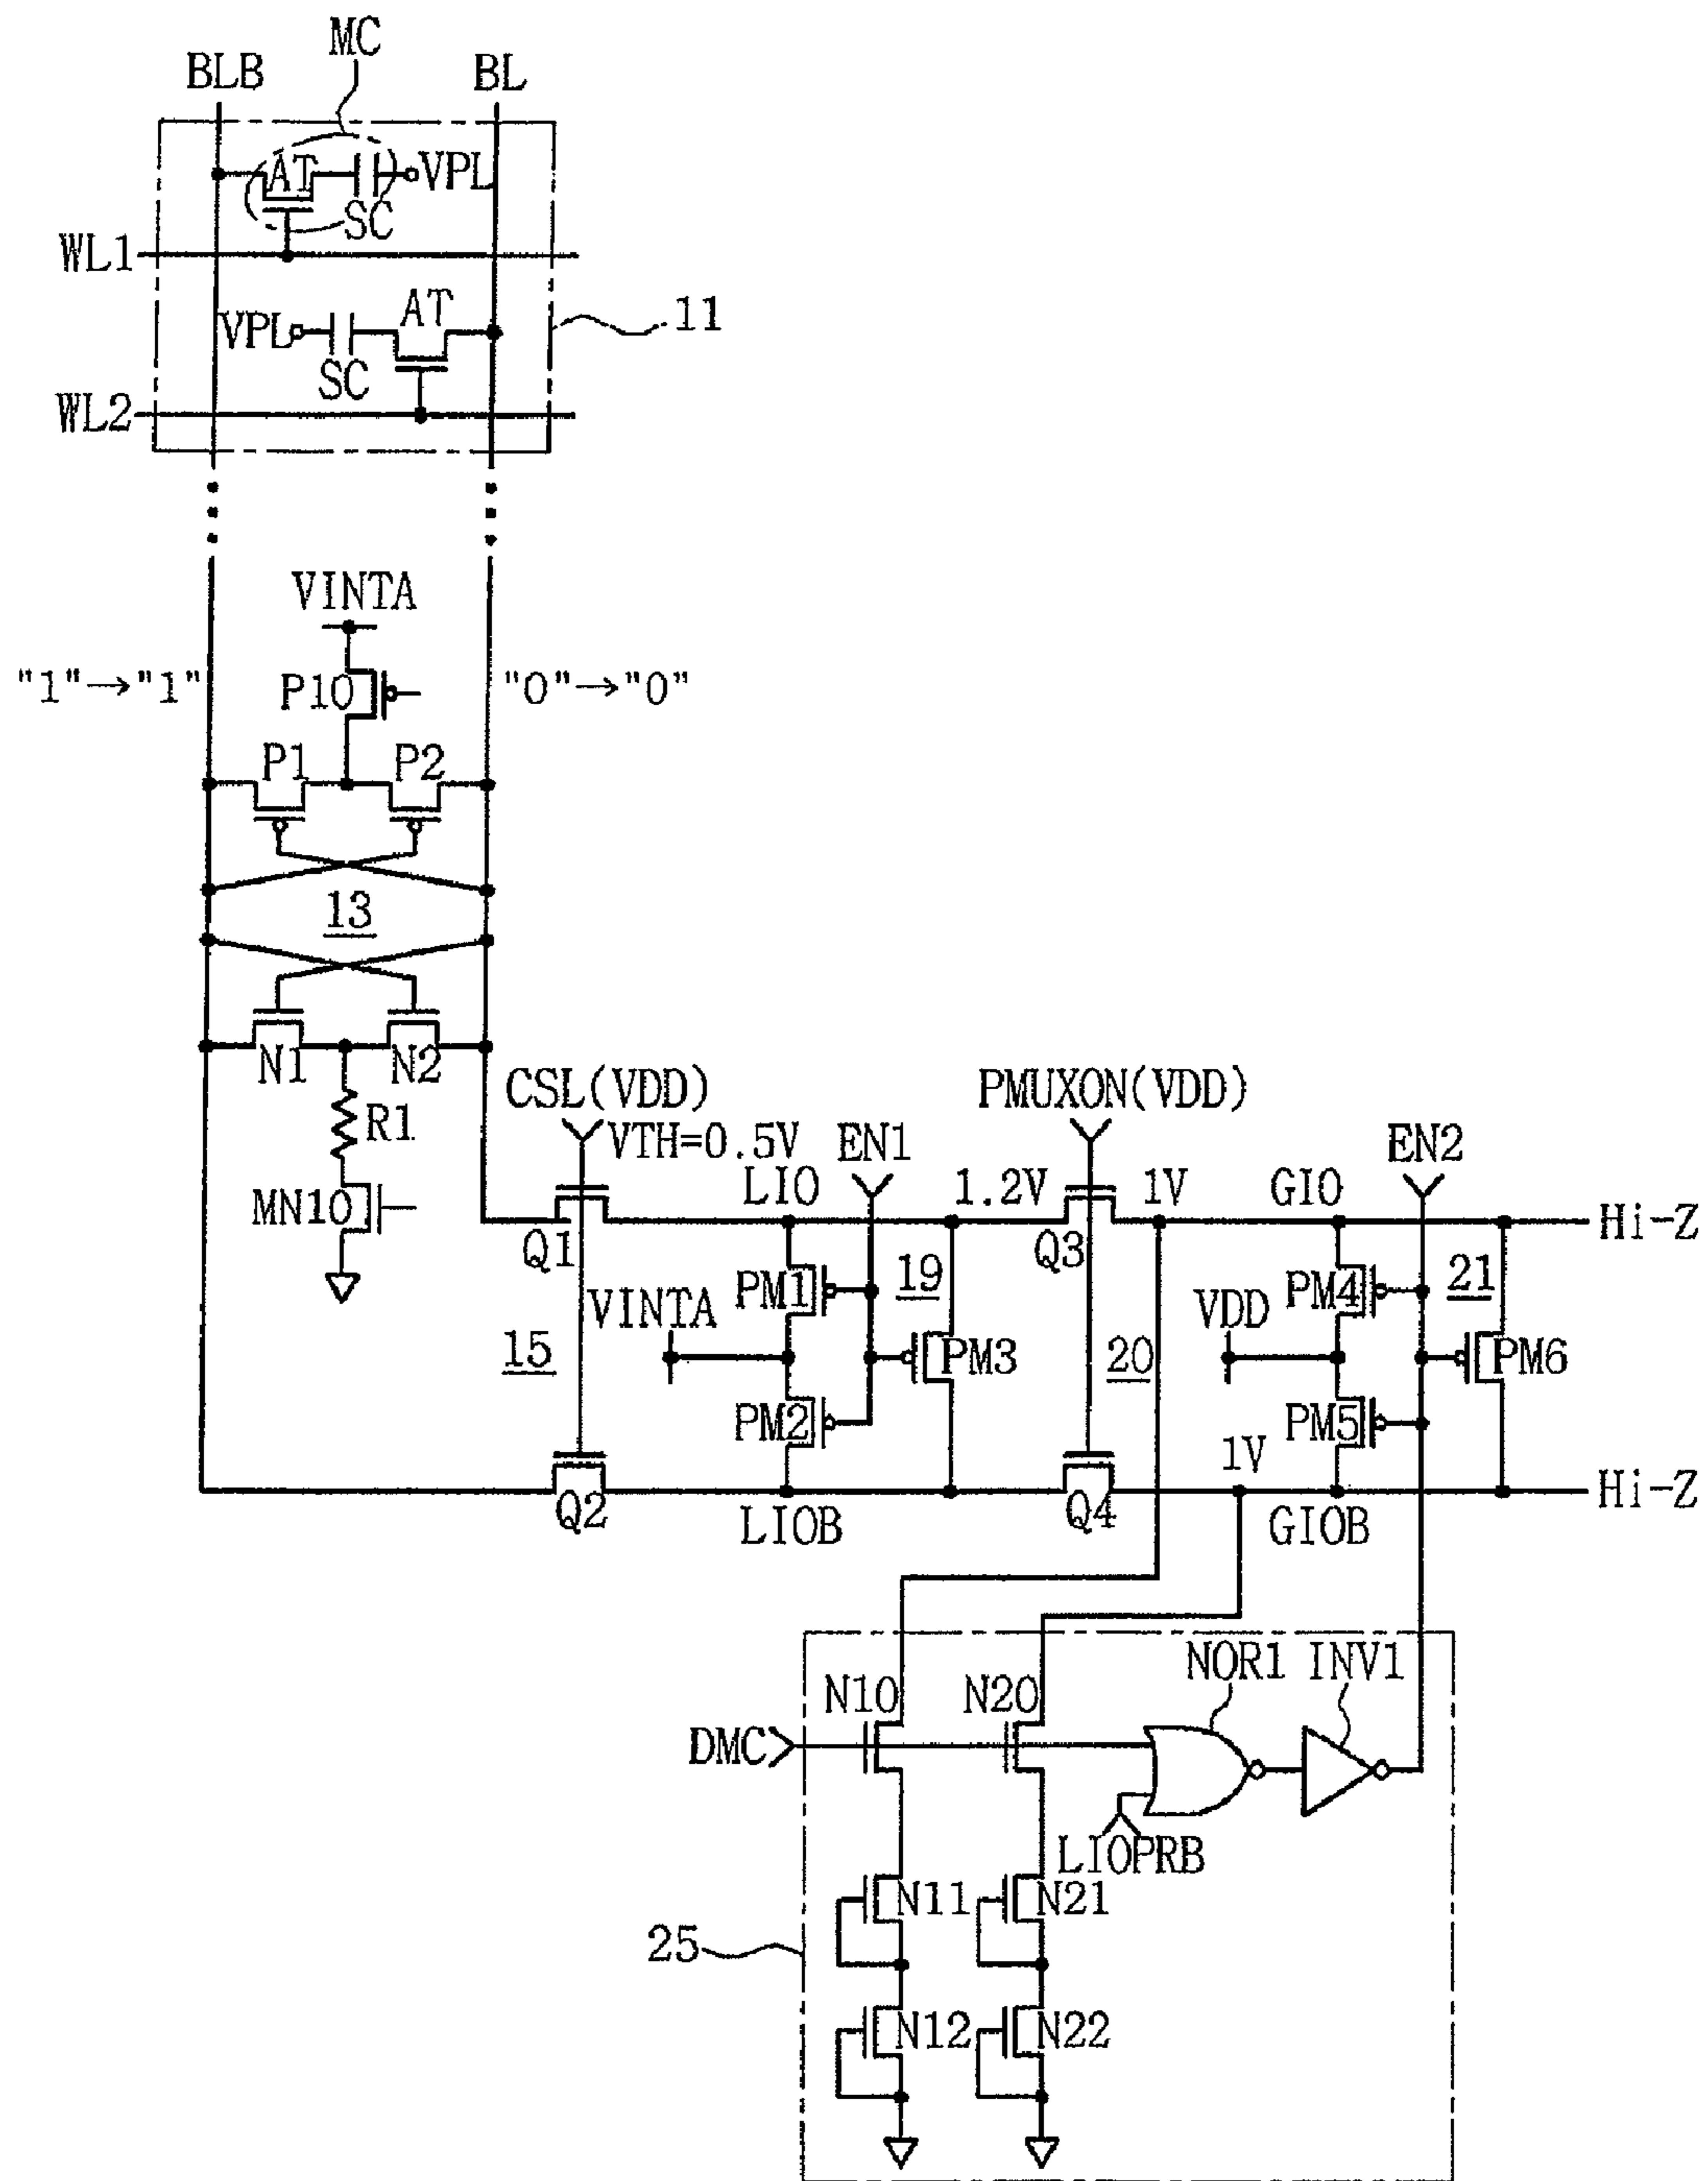 MC
BLB
BL
AT
VPL
SC
WL1
VPL
AT
SC
11
WL2
VINTA
"1"→"1"
P10
"0"→"0"
P1
P2
13
N1
N2
R1
MN10
CSL(VDD)
VTH=0.5V
EN1
PMUXON(VDD)
EN2
LIO
1.2V
1V
GIO
Hi-Z
Q1
Q3
19
21
PM1
PM4
VINTA
VDD
15
PM3
20
PM6
PM2
PM5
1V
Q2
LIOB
Q4
GIOB
Hi-Z
N10
N20
NOR1
INV1
DMC
LIOPRB
N11
N21
25
N12
N22